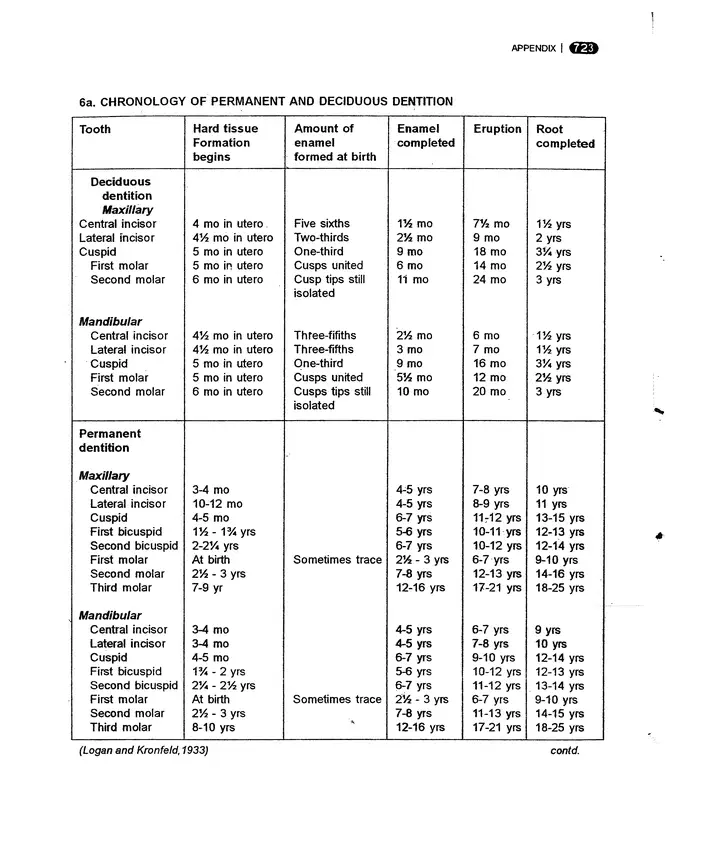 APPENDIX | 723
6a. CHRONOLOGY OF PERMANENT AND DECIDUOUS DENTITION
Tooth Hard tissue Amount of Enamel Eruption Root
Formation enamel completed completed
begins formed at birth
Deciduous
dentition
Maxillary
Central incisor 4 mo in utero Five sixths 1½ mo 7½ mo 1½ yrs
Lateral incisor 4½ mo in utero Two-thirds 2½ mo 9 mo 2 yrs
Cuspid 5 mo in utero One-third 9 mo 18 mo 3¼ yrs
First molar 5 mo in utero Cusps united 6 mo 14 mo 2½ yrs
Second molar 6 mo in utero Cusp tips still 11 mo 24 mo 3 yrs
isolated
Mandibular
Central incisor 4½ mo in utero Three-fifiths 2½ mo 6 mo 1½ yrs
Lateral incisor 4½ mo in utero Three-fifths 3 mo 7 mo 1½ yrs
Cuspid 5 mo in utero One-third 9 mo 16 mo 3¼ yrs
First molar 5 mo in utero Cusps united 5½ mo 12 mo 2½ yrs
Second molar 6 mo in utero Cusps tips still 10 mo 20 mo 3 yrs
isolated
Permanent
dentition
Maxillary
Central incisor 3-4 mo 4-5 yrs 7-8 yrs 10 yrs
Lateral incisor 10-12 mo 4-5 yrs 8-9 yrs 11 yrs
Cuspid 4-5 mo 6-7 yrs 11-12 yrs 13-15 yrs
First bicuspid 1½ - 1¾ yrs 5-6 yrs 10-11 yrs 12-13 yrs
Second bicuspid 2-2¼ yrs 6-7 yrs 10-12 yrs 12-14 yrs
First molar At birth Sometimes trace 2½ - 3 yrs 6-7 yrs 9-10 yrs
Second molar 2½ - 3 yrs 7-8 yrs 12-13 yrs 14-16 yrs
Third molar 7-9 yr 12-16 yrs 17-21 yrs 18-25 yrs
Mandibular
Central incisor 3-4 mo 4-5 yrs 6-7 yrs 9 yrs
Lateral incisor 3-4 mo 4-5 yrs 7-8 yrs 10 yrs
Cuspid 4-5 mo 6-7 yrs 9-10 yrs 12-14 yrs
First bicuspid 1¾ - 2 yrs 5-6 yrs 10-12 yrs 12-13 yrs
Second bicuspid 2¼ - 2½ yrs 6-7 yrs 11-12 yrs 13-14 yrs
First molar At birth Sometimes trace 2½ - 3 yrs 6-7 yrs 9-10 yrs
Second molar 2½ - 3 yrs 7-8 yrs 11-13 yrs 14-15 yrs
Third molar 8-10 yrs 12-16 yrs 17-21 yrs 18-25 yrs
(Logan and Kronfeld, 1933) contd.